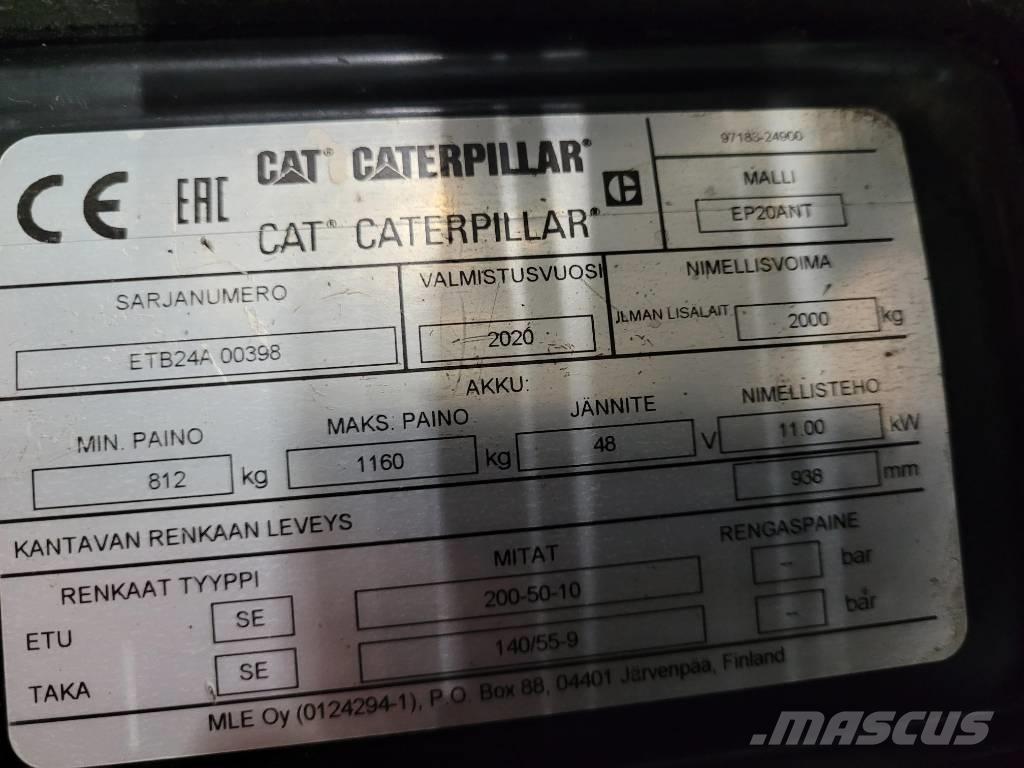 CE EAC CAT® CATERPILLAR®
CAT® CATERPILLAR®
97183-24900
MALLI
EP20ANT
SARJANUMERO
ETB24A 00398
VALMISTUSVUOSI
2020
NIMELLISVOIMA
ILMAN LISÄLAIT. 2000 kg
AKKU:
MIN. PAINO MAKS. PAINO JÄNNITE NIMELLISTEHO
812 kg 1160 kg 48 V 11.00 kW
KANTAVAN RENKAAN LEVEYS 938 mm
RENKAAT TYYPPI MITAT RENGASPAINE
ETU SE 200-50-10 -- bar
TAKA SE 140/55-9 -- bar
MLE Oy (0124294-1), P.O. Box 88, 04401 Järvenpää, Finland
MASCUS